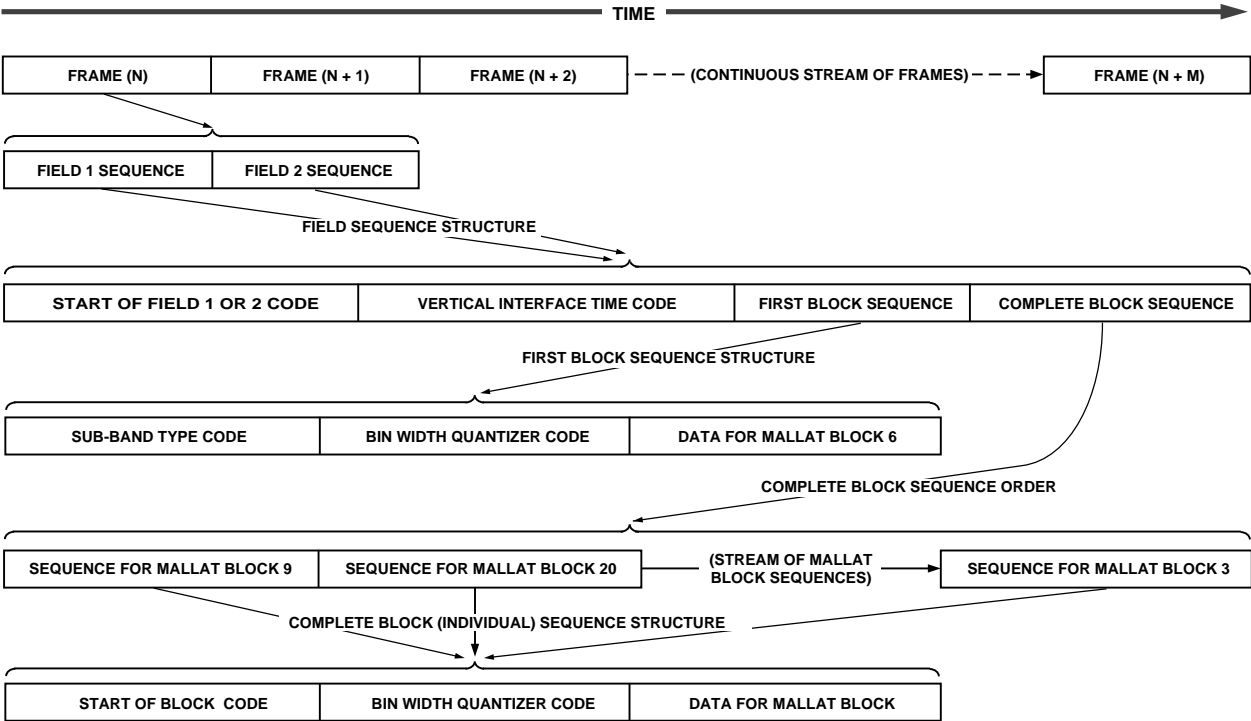 TIME
FRAME (N)
FRAME (N + 1)
FRAME (N + 2)
(CONTINUOUS STREAM OF FRAMES)
FRAME (N + M)
FIELD 1 SEQUENCE
FIELD 2 SEQUENCE
FIELD SEQUENCE STRUCTURE
START OF FIELD 1 OR 2 CODE
VERTICAL INTERFACE TIME CODE
FIRST BLOCK SEQUENCE
COMPLETE BLOCK SEQUENCE
FIRST BLOCK SEQUENCE STRUCTURE
SUB-BAND TYPE CODE
BIN WIDTH QUANTIZER CODE
DATA FOR MALLAT BLOCK 6
COMPLETE BLOCK SEQUENCE ORDER
SEQUENCE FOR MALLAT BLOCK 9
SEQUENCE FOR MALLAT BLOCK 20
(STREAM OF MALLAT
BLOCK SEQUENCES)
SEQUENCE FOR MALLAT BLOCK 3
COMPLETE BLOCK (INDIVIDUAL) SEQUENCE STRUCTURE
START OF BLOCK CODE
BIN WIDTH QUANTIZER CODE
DATA FOR MALLAT BLOCK